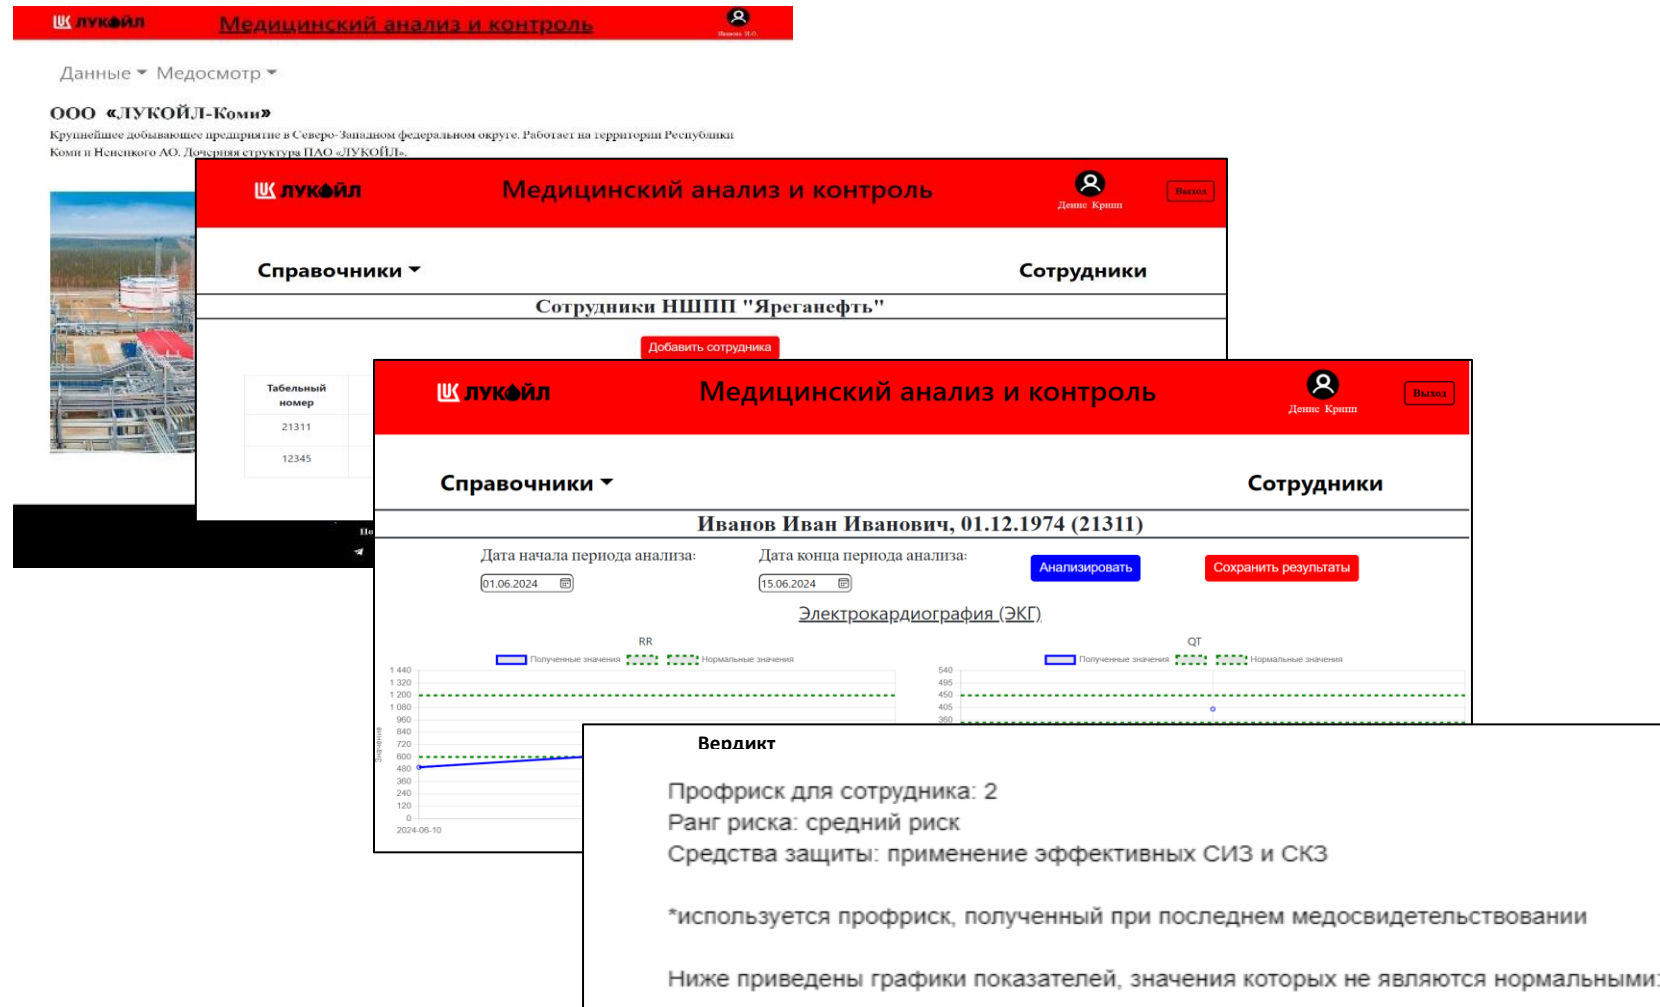 ЛУКОЙЛ Медицинский анализ и контроль Иванов И.О.
Данные Медосмотр
ООО «ЛУКОЙЛ-Коми»
Крупнейшее добывающее предприятие в Северо-Западном федеральном округе. Работает на территории Республики
Коми и Ненецкого АО. Дочерняя структура ПАО «ЛУКОЙЛ».
ЛУКОЙЛ Медицинский анализ и контроль Денис Крипп Выход
Справочники Сотрудники
Сотрудники НШПП "Яреганефть"
Добавить сотрудника
Табельный
номер
21311
12345
По
ЛУКОЙЛ Медицинский анализ и контроль Денис Крипп Выход
Справочники Сотрудники
Иванов Иван Иванович, 01.12.1974 (21311)
Дата начала периода анализа: Дата конца периода анализа:
01.06.2024 15.06.2024 Анализировать Сохранить результаты
Электрокардиография (ЭКГ)
RR
Полученные значения Нормальные значения
1 440
1 320
1 200
1 080
960
840
720
600
480
360
240
120
0
Значение
2024-06-10
QT
Полученные значения Нормальные значения
540
495
450
405
360
Вердикт
Профриск для сотрудника: 2
Ранг риска: средний риск
Средства защиты: применение эффективных СИЗ и СКЗ
*используется профриск, полученный при последнем медосвидетельствовании
Ниже приведены графики показателей, значения которых не являются нормальными: